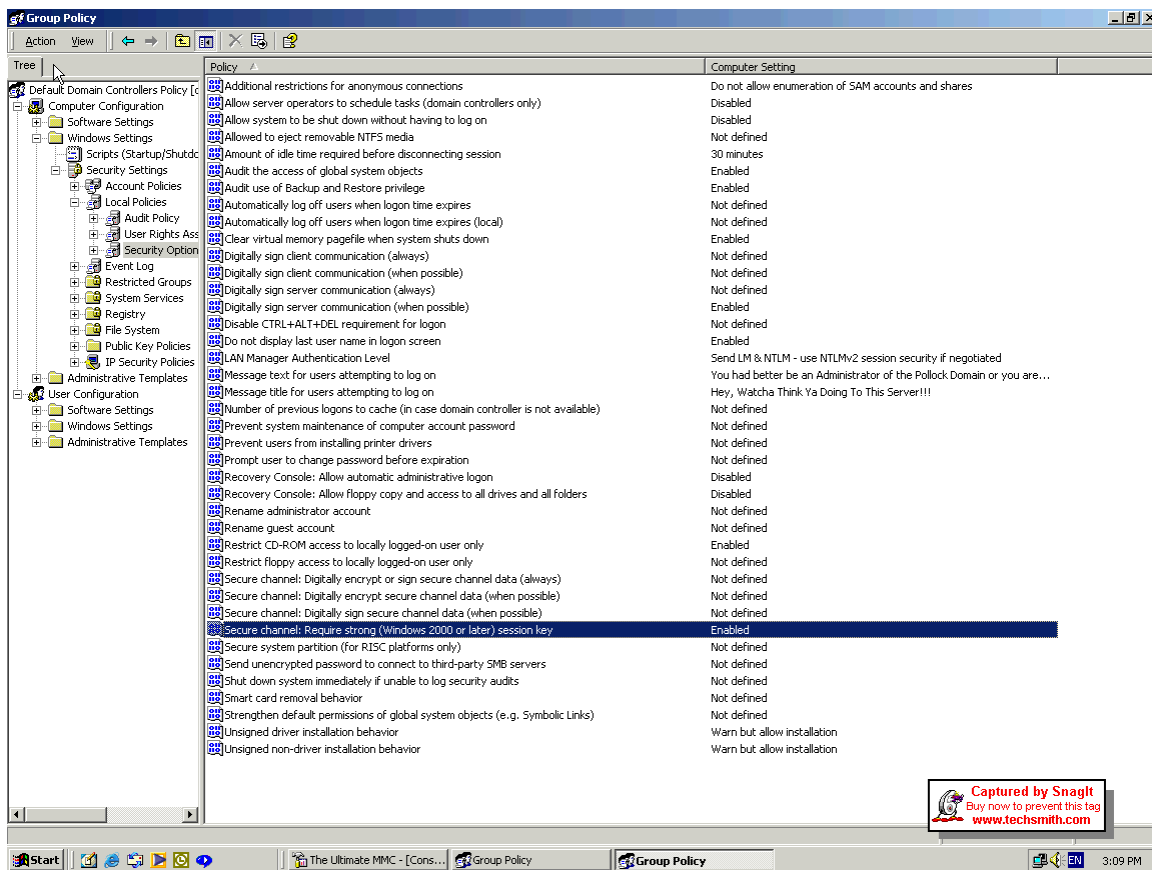 Group Policy
Action View
Tree
Default Domain Controllers Policy [
Computer Configuration
Software Settings
Windows Settings
Scripts (Startup/Shutdo
Security Settings
Account Policies
Local Policies
Audit Policy
User Rights Ass
Security Option
Event Log
Restricted Groups
System Services
Registry
File System
Public Key Policies
IP Security Policies
Administrative Templates
User Configuration
Software Settings
Windows Settings
Administrative Templates
Policy Computer Setting
Additional restrictions for anonymous connections Do not allow enumeration of SAM accounts and shares
Allow server operators to schedule tasks (domain controllers only) Disabled
Allow system to be shut down without having to log on Disabled
Allowed to eject removable NTFS media Not defined
Amount of idle time required before disconnecting session 30 minutes
Audit the access of global system objects Enabled
Audit use of Backup and Restore privilege Enabled
Automatically log off users when logon time expires Not defined
Automatically log off users when logon time expires (local) Not defined
Clear virtual memory pagefile when system shuts down Enabled
Digitally sign client communication (always) Not defined
Digitally sign client communication (when possible) Not defined
Digitally sign server communication (always) Not defined
Digitally sign server communication (when possible) Enabled
Disable CTRL+ALT+DEL requirement for logon Not defined
Do not display last user name in logon screen Enabled
LAN Manager Authentication Level Send LM & NTLM - use NTLMv2 session security if negotiated
Message text for users attempting to log on You had better be an Administrator of the Pollock Domain or you are...
Message title for users attempting to log on Hey, Watcha Think Ya Doing To This Server!!!
Number of previous logons to cache (in case domain controller is not available) Not defined
Prevent system maintenance of computer account password Not defined
Prevent users from installing printer drivers Not defined
Prompt user to change password before expiration Not defined
Recovery Console: Allow automatic administrative logon Disabled
Recovery Console: Allow floppy copy and access to all drives and all folders Disabled
Rename administrator account Not defined
Rename guest account Not defined
Restrict CD-ROM access to locally logged-on user only Enabled
Restrict floppy access to locally logged-on user only Not defined
Secure channel: Digitally encrypt or sign secure channel data (always) Not defined
Secure channel: Digitally encrypt secure channel data (when possible) Not defined
Secure channel: Digitally sign secure channel data (when possible) Not defined
Secure channel: Require strong (Windows 2000 or later) session key Enabled
Secure system partition (for RISC platforms only) Not defined
Send unencrypted password to connect to third-party SMB servers Not defined
Shut down system immediately if unable to log security audits Not defined
Smart card removal behavior Not defined
Strengthen default permissions of global system objects (e.g. Symbolic Links) Not defined
Unsigned driver installation behavior Warn but allow installation
Unsigned non-driver installation behavior Warn but allow installation
Captured by SnagIt
Buy now to prevent this tag
www.techsmith.com
Start The Ultimate MMC - [Cons... Group Policy Group Policy EN 3:09 PM